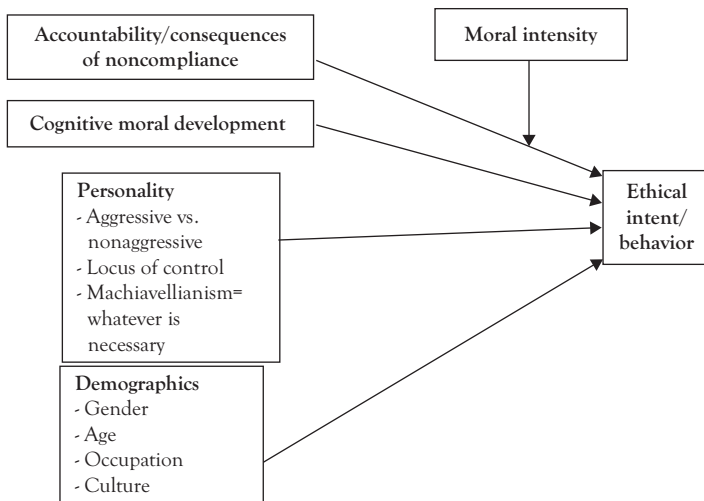 Accountability/consequences
of noncompliance
Moral intensity
Cognitive moral development
Personality
- Aggressive vs.
nonaggressive
- Locus of control
- Machiavellianism=
whatever is
necessary
Ethical
intent/
behavior
Demographics
- Gender
- Age
- Occupation
- Culture